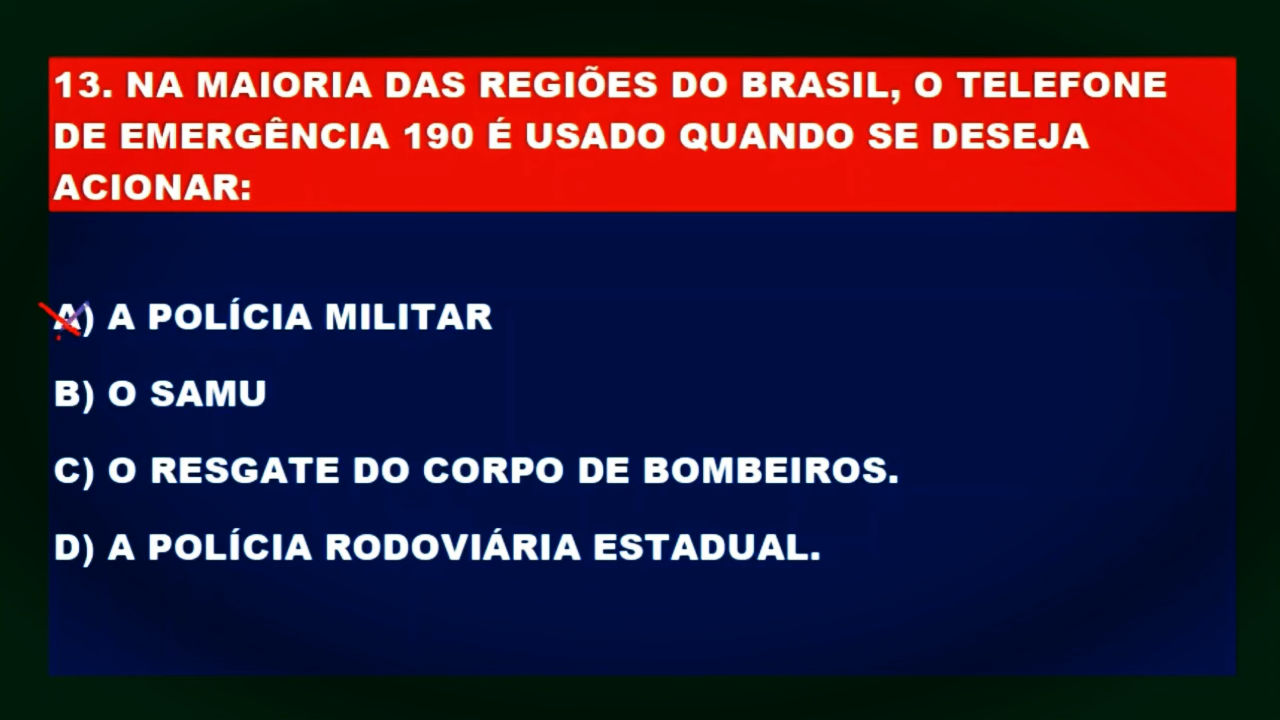 13. NA MAIORIA DAS REGIÕES DO BRASIL, O TELEFONE
DE EMERGÊNCIA 190 É USADO QUANDO SE DESEJA
ACIONAR:
A) A POLÍCIA MILITAR
B) O SAMU
C) O RESGATE DO CORPO DE BOMBEIROS.
D) A POLÍCIA RODOVIÁRIA ESTADUAL.